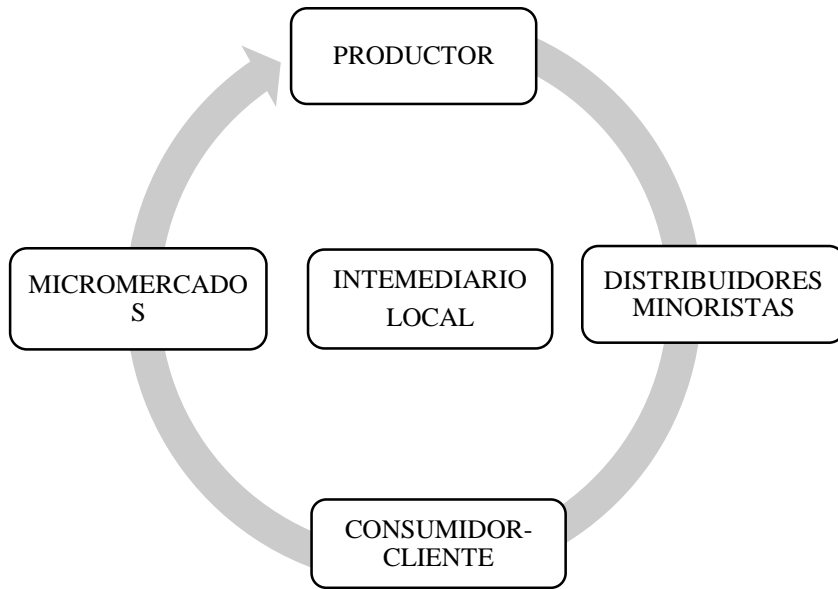 PRODUCTOR
MICROMERCADO
S
INTEMEDIARIO
LOCAL
DISTRIBUIDORES
MINORISTAS
CONSUMIDOR-
CLIENTE